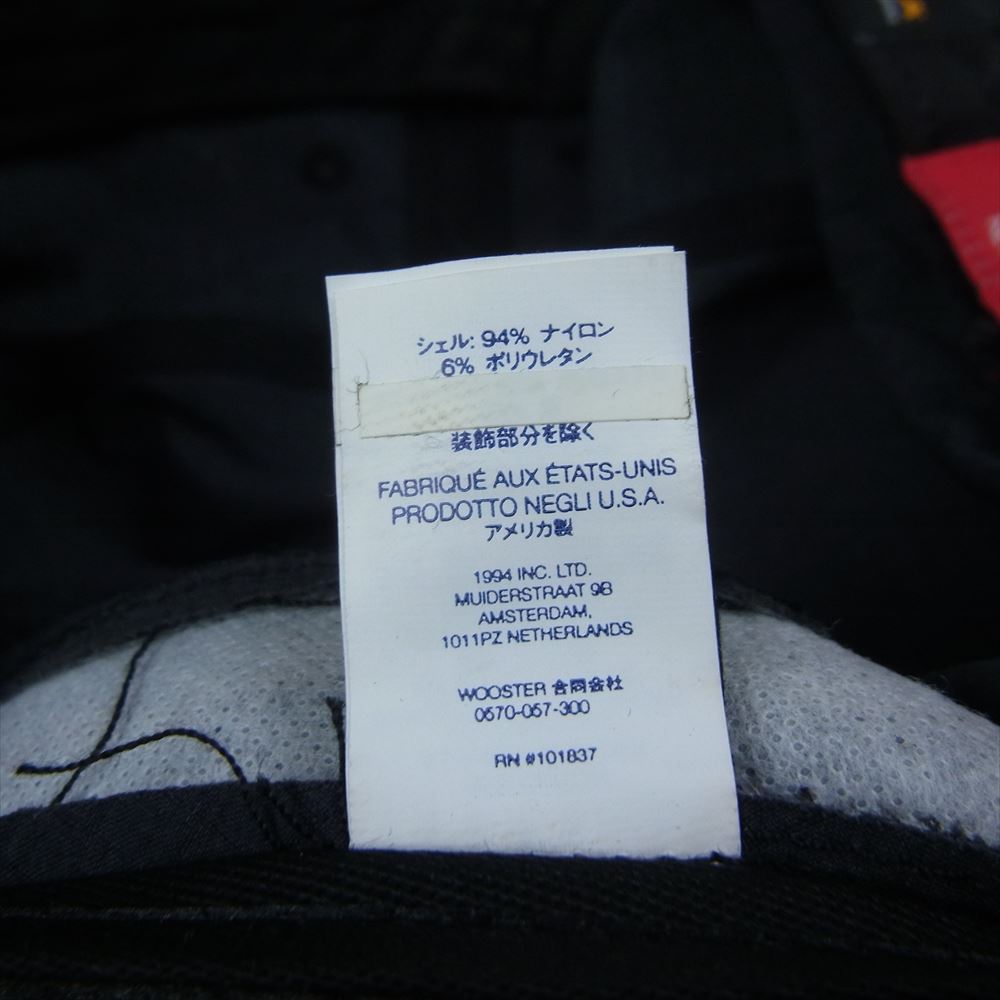 シェル: 94% ナイロン
6% ポリウレタン
装飾部分を除く
FABRIQUÉ AUX ÉTATS-UNIS
PRODOTTO NEGLI U.S.A.
アメリカ製
1994 INC. LTD.
MUIDERSTRAAT 9B
AMSTERDAM,
1011PZ NETHERLANDS
WOOSTER 合同会社
0570-057-300
RN #101837